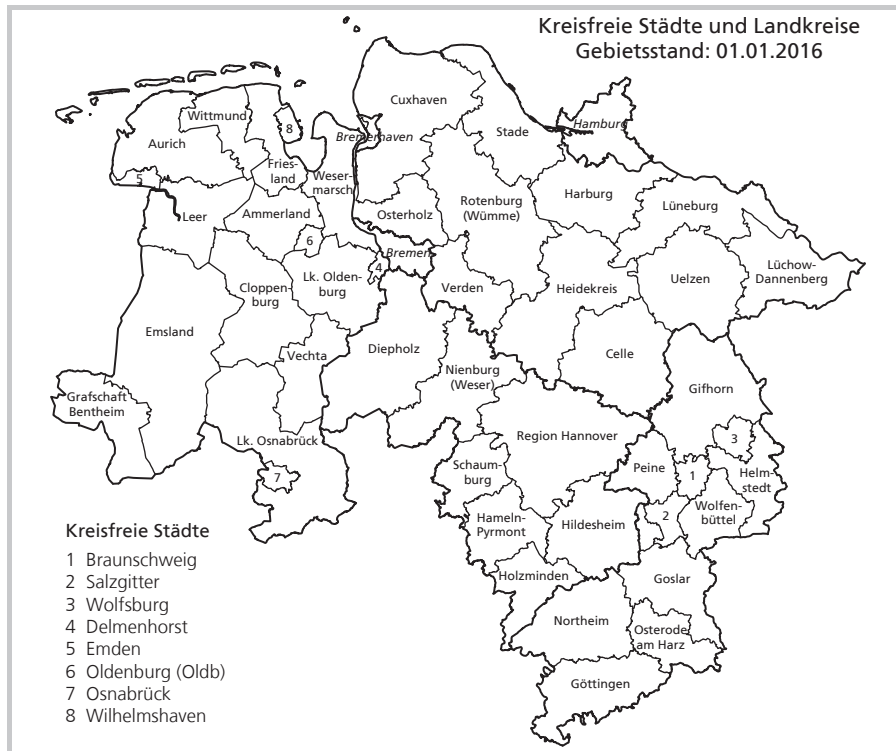 Kreisfreie Städte und Landkreise
Gebietsstand: 01.01.2016
Cuxhaven
Wittmund
8
Bremerhaven
Stade
Hamburg
Aurich
Fries-
land
Weser-
marsch
5
Harburg
Lüneburg
Leer
Ammerland
Osterholz
Rotenburg
(Wümme)
6
Bremen
4
Lüchow-
Dannenberg
Cloppen-
burg
Lk. Olden-
burg
Verden
Heidekreis
Uelzen
Emsland
Vechta
Diepholz
Celle
Nienburg
(Weser)
Gifhorn
Grafschaft
Bentheim
Lk. Osnabrück
Region Hannover
3
7
Schaum-
burg
Peine
1
Helm-
stedt
2
Wolfen-
büttel
Hameln-
Pyrmont
Hildesheim
Holzminden
Goslar
Northeim
Osterode
am Harz
Göttingen
Kreisfreie Städte
1 Braunschweig
2 Salzgitter
3 Wolfsburg
4 Delmenhorst
5 Emden
6 Oldenburg (Oldb)
7 Osnabrück
8 Wilhelmshaven